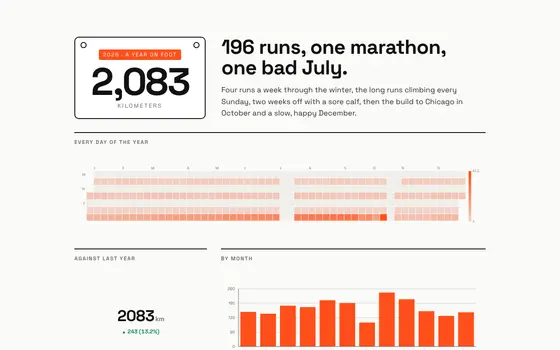 2025 · A YEAR ON FOOT
2,083
KILOMETERS
196 runs, one marathon,
one bad July.
Four runs a week through the winter, the long runs climbing every
Sunday, two weeks off with a sore calf, then the build to Chicago in
October and a slow, happy December.
EVERY DAY OF THE YEAR
J F M A M J J A S O N D
AGAINST LAST YEAR
BY MONTH
2083 km
▲ 243 (13.2%)
200
150
100
50
0